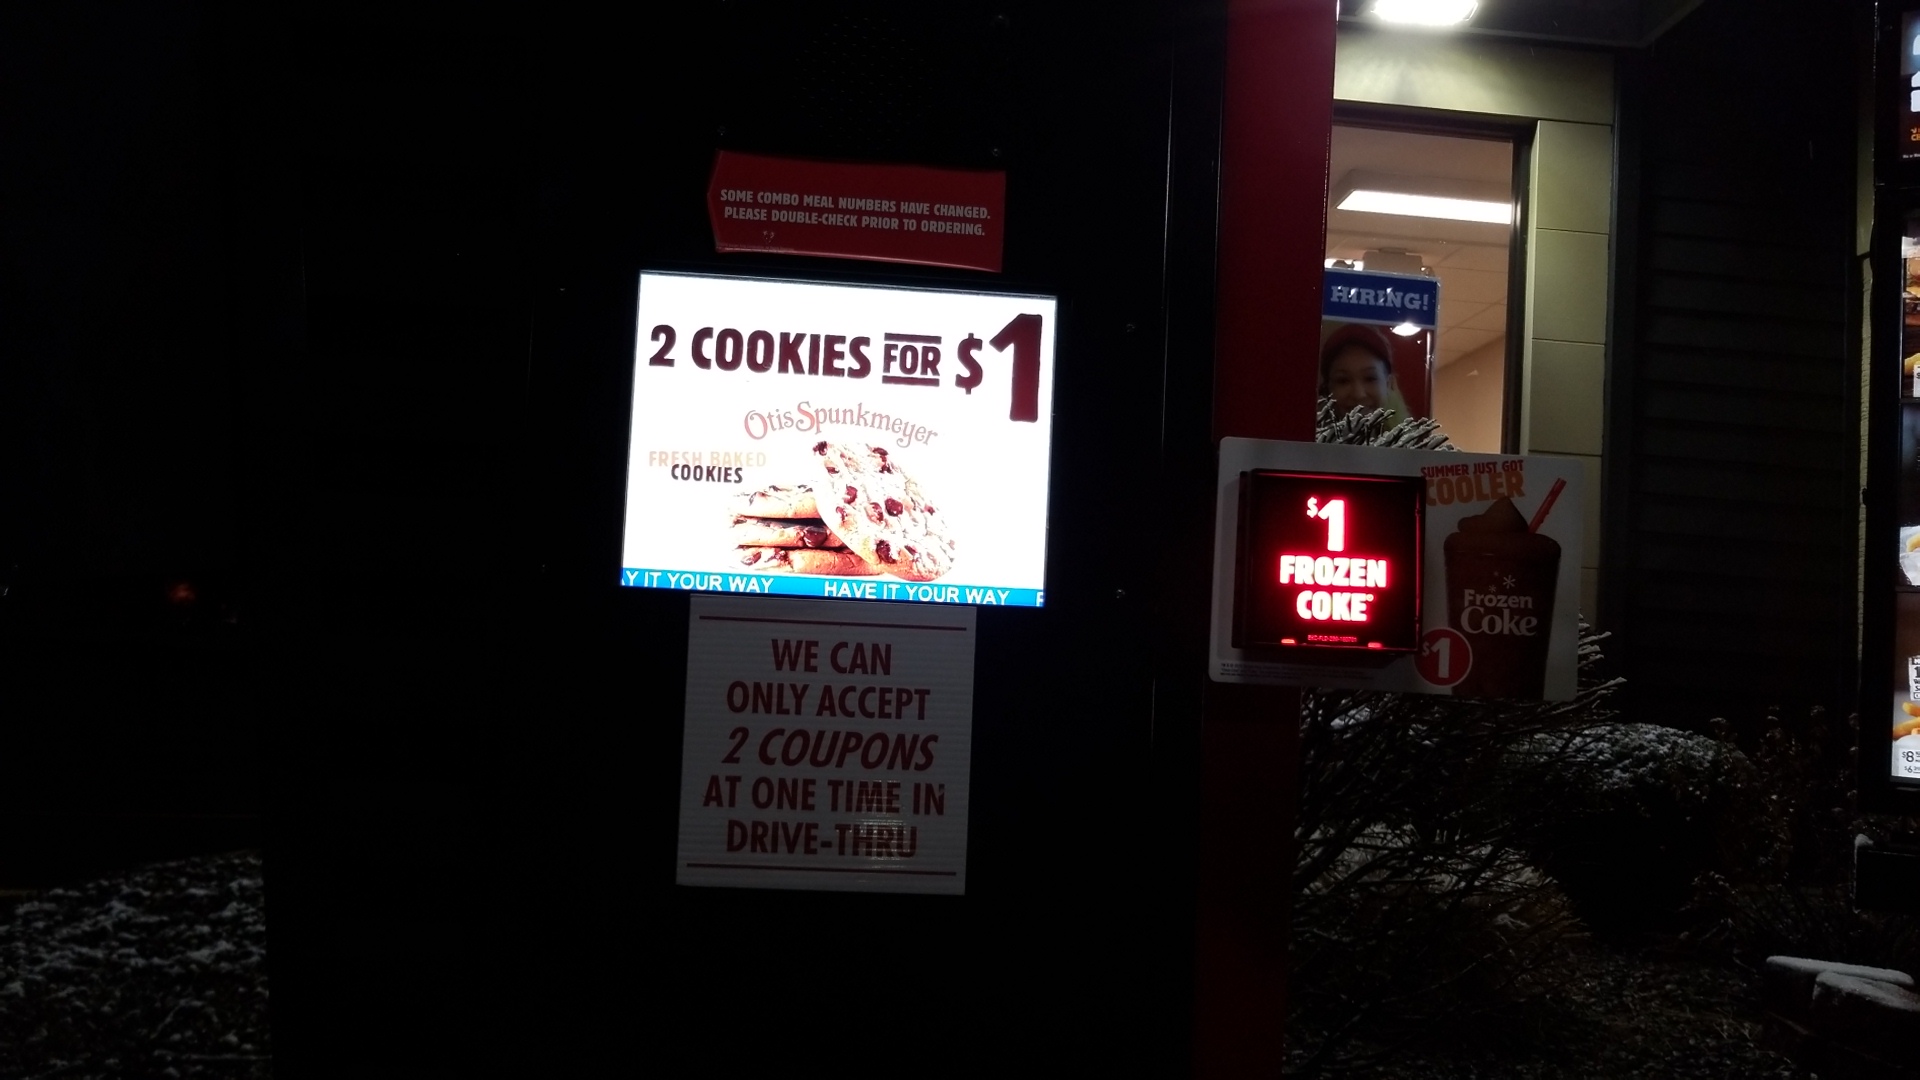 SOME COMBO MEAL NUMBERS HAVE CHANGED.
PLEASE DOUBLE-CHECK PRIOR TO ORDERING.
2 COOKIES FOR $1
Otis Spunkmeyer
FRESH BAKED
COOKIES
Y IT YOUR WAY HAVE IT YOUR WAY
WE CAN
ONLY ACCEPT
2 COUPONS
AT ONE TIME IN
DRIVE-THRU
HIRING!
$1
FROZEN
COKE
SUMMER JUST GOT
COOLER
Frozen
Coke
$1
$8
$6